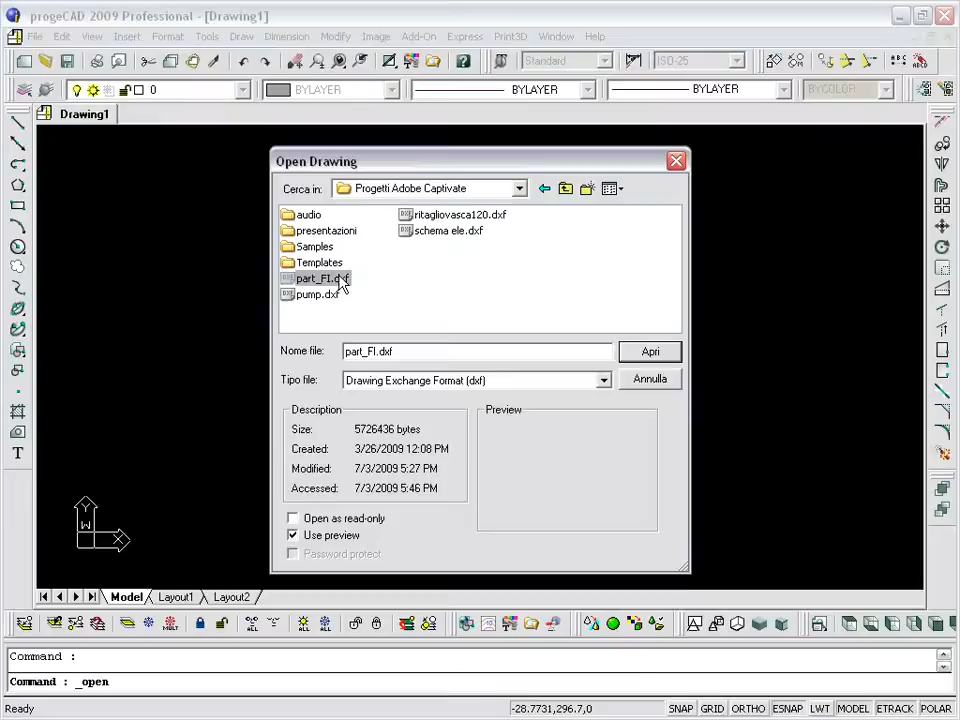 progeCAD 2009 Professional - [Drawing1]
File Edit View Insert Format Tools Draw Dimension Modify Image Add-On Express Print3D Window Help
Standard ISO-25
0 BYLAYER BYLAYER BYLAYER BYCOLOR
Drawing1
Open Drawing
Cerca in: Progetti Adobe Captivate
audio
presentazioni
Samples
Templates
part_FI.dxf
pump.dxf
ritagliovasca120.dxf
schema ele.dxf
Nome file: part_FI.dxf Apri
Tipo file: Drawing Exchange Format (dxf) Annulla
Description Preview
Size: 5726436 bytes
Created: 3/26/2009 12:08 PM
Modified: 7/3/2009 5:27 PM
Accessed: 7/3/2009 5:46 PM
Open as read-only
Use preview
Password protect
Y
W
X
Model Layout1 Layout2
Command :
Command : _open
Ready -28.7731,296.7,0 SNAP GRID ORTHO ESNAP LWT MODEL ETRACK POLAR